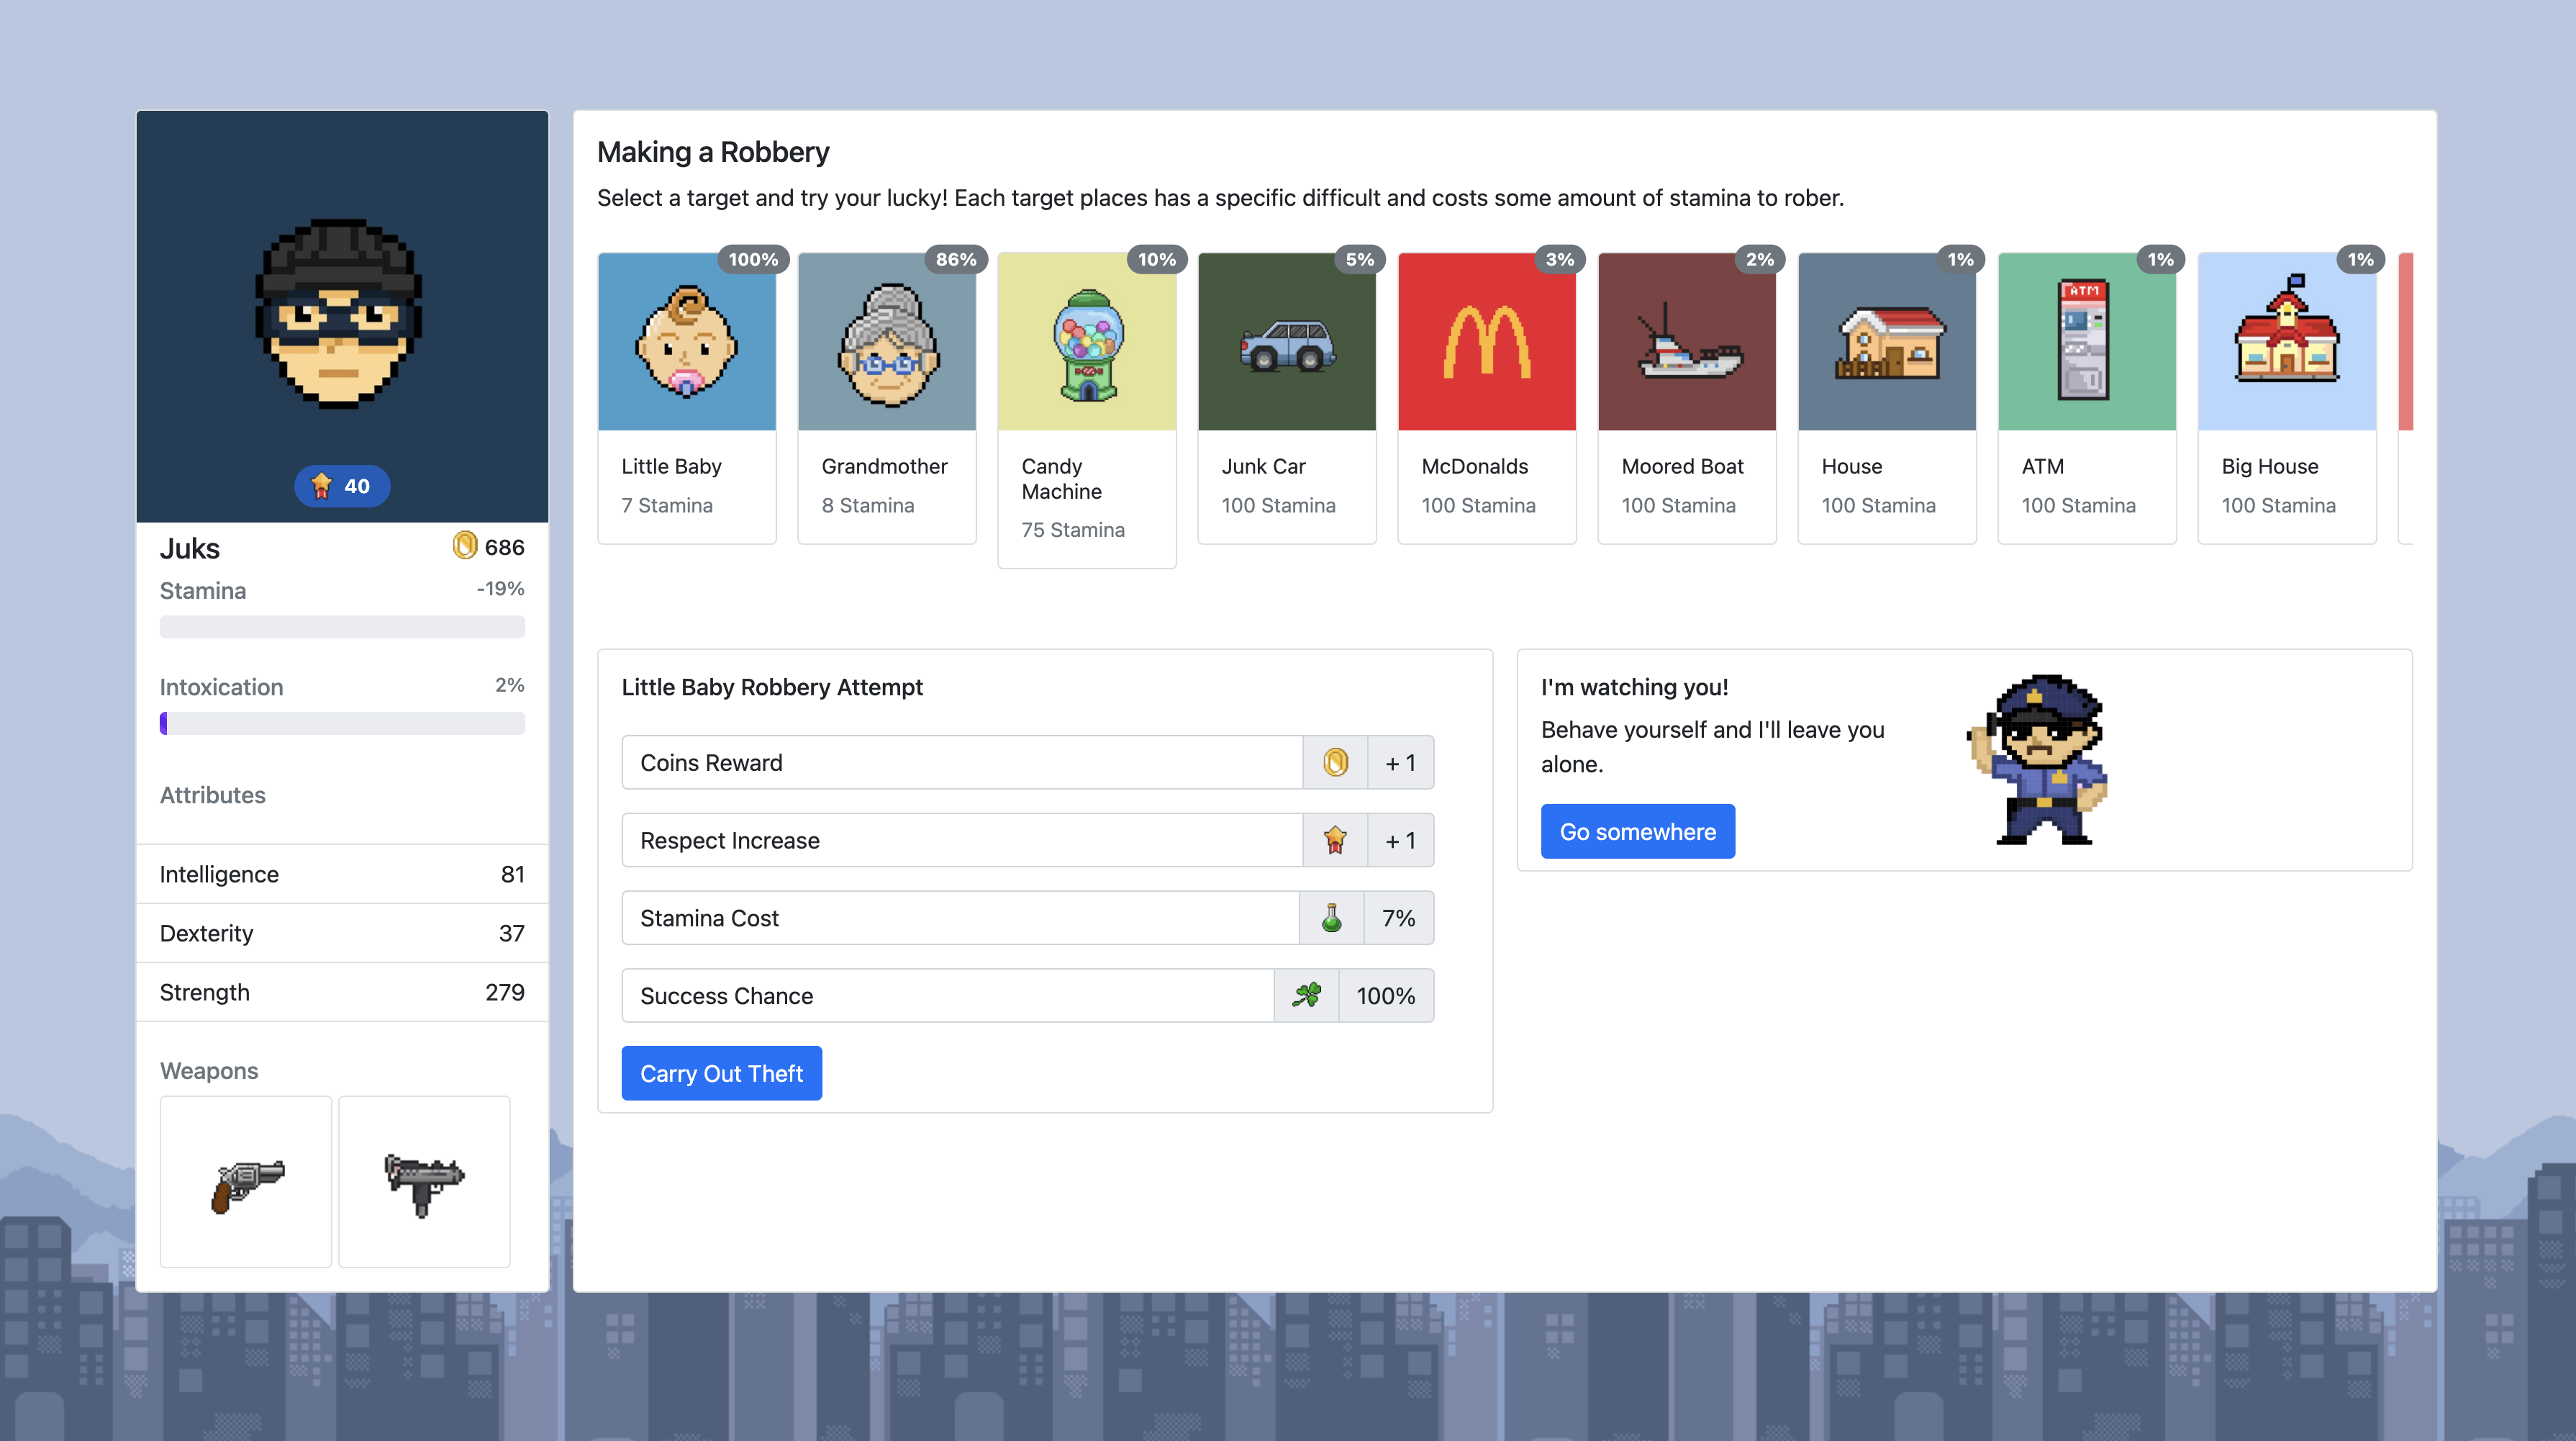 40
Juks
686
Stamina
-19%
Intoxication
2%
Attributes
Intelligence
81
Dexterity
37
Strength
279
Weapons
Making a Robbery
Select a target and try your lucky! Each target places has a specific difficult and costs some amount of stamina to rober.
100%
Little Baby
7 Stamina
86%
Grandmother
8 Stamina
10%
Candy
Machine
75 Stamina
5%
Junk Car
100 Stamina
3%
McDonalds
100 Stamina
2%
Moored Boat
100 Stamina
1%
House
100 Stamina
1%
ATM
ATM
100 Stamina
1%
Big House
100 Stamina
Little Baby Robbery Attempt
Coins Reward
+ 1
Respect Increase
+ 1
Stamina Cost
7%
Success Chance
100%
Carry Out Theft
I'm watching you!
Behave yourself and I'll leave you
alone.
Go somewhere